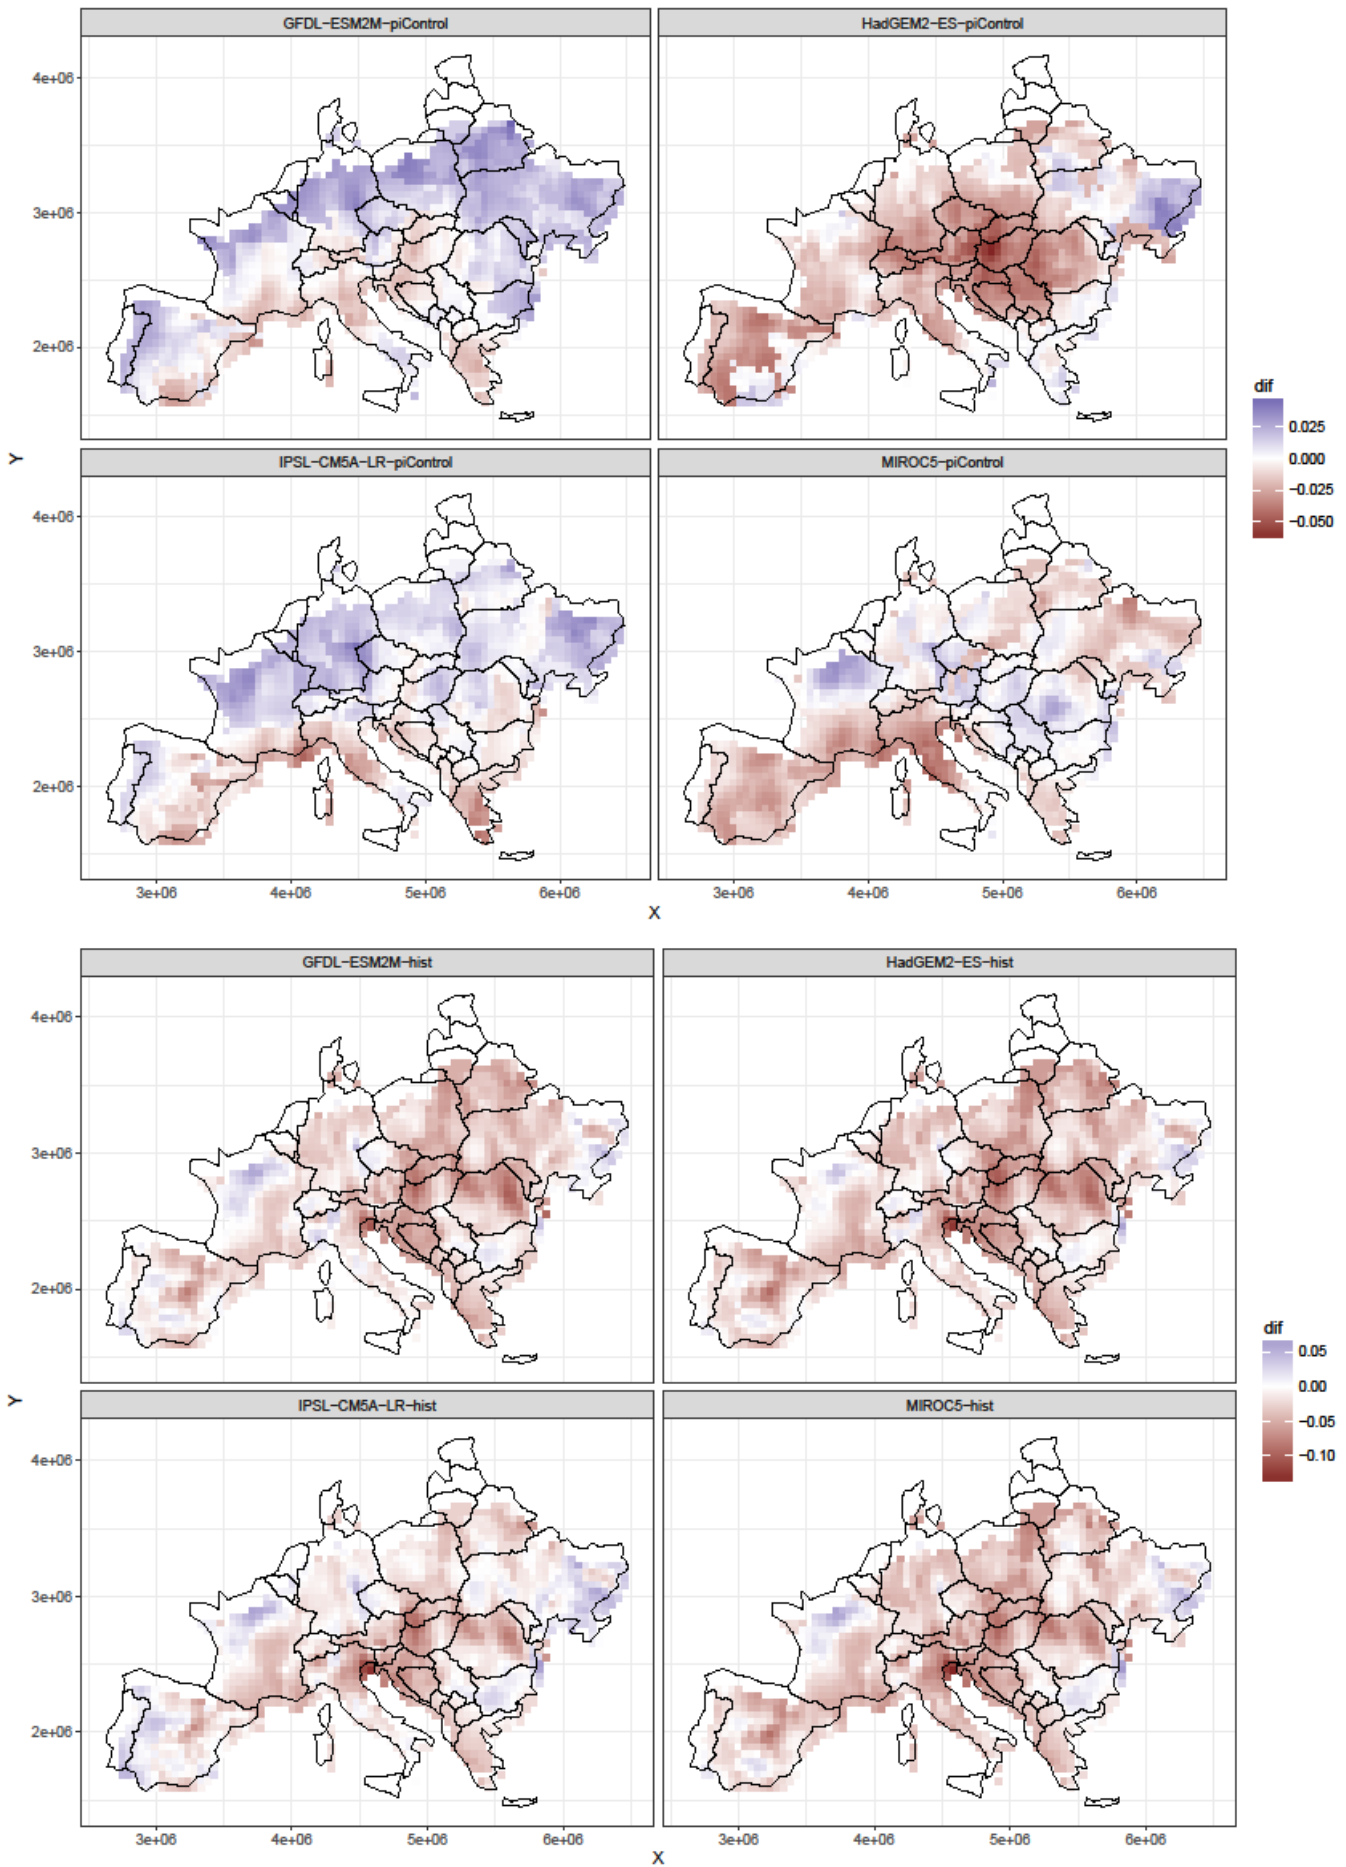 GFDL−ESM2M−piControl
HadGEM2−ES−piControl
4e+06
3e+06
2e+06
IPSL−CM5A−LR−piControl
MIROC5−piControl
4e+06
3e+06
2e+06
3e+06 4e+06 5e+06 6e+06
3e+06 4e+06 5e+06 6e+06
X
Y
dif
0.025
0.000
−0.025
−0.050
GFDL−ESM2M−hist
HadGEM2−ES−hist
4e+06
3e+06
2e+06
IPSL−CM5A−LR−hist
MIROC5−hist
4e+06
3e+06
2e+06
3e+06 4e+06 5e+06 6e+06
3e+06 4e+06 5e+06 6e+06
X
Y
dif
0.05
0.00
−0.05
−0.10